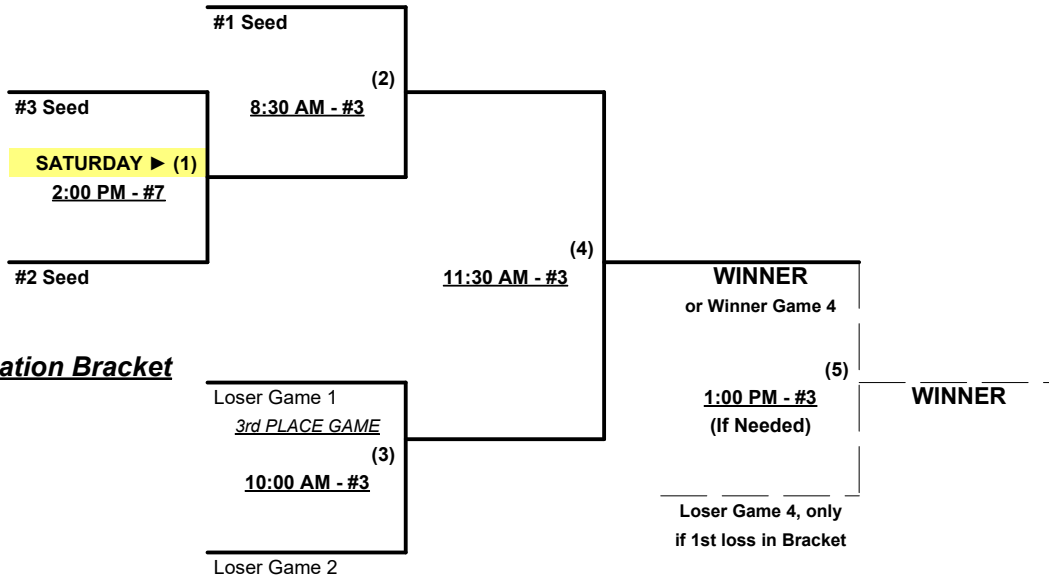 #1 Seed
(2)
8:30 AM - #3
#3 Seed
SATURDAY ► (1)
2:00 PM - #7
#2 Seed
(4)
11:30 AM - #3
WINNER
or Winner Game 4
(5)
1:00 PM - #3
(If Needed)
WINNER
Loser Game 4, only
if 1st loss in Bracket
Bracket
Loser Game 1
3rd PLACE GAME
(3)
10:00 AM - #3
Loser Game 2